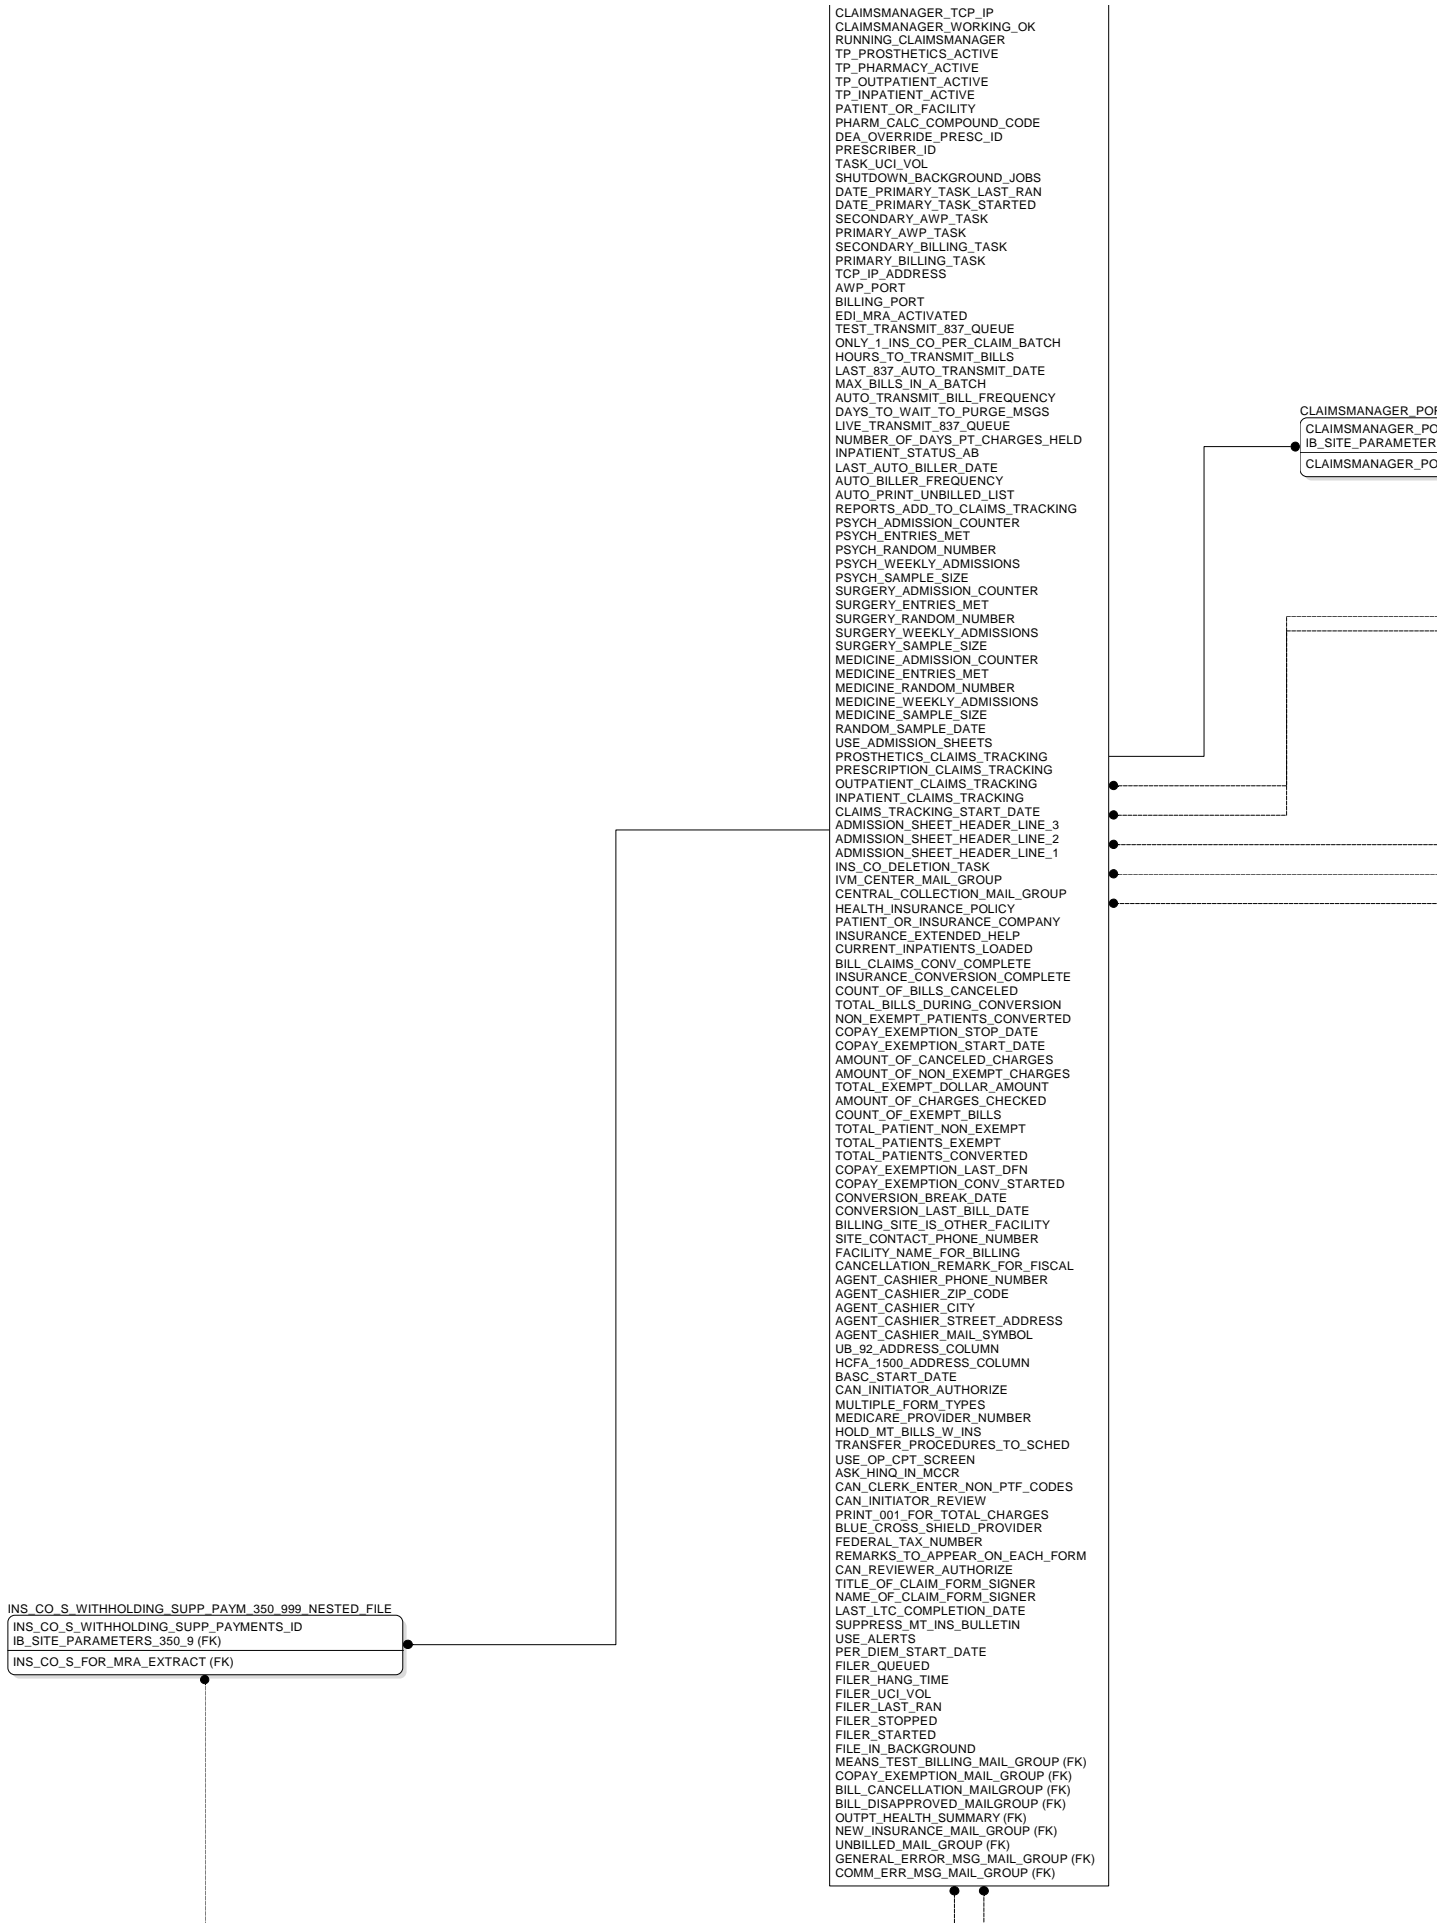 CLAIMSMANAGER_TCP_IP
CLAIMSMANAGER_WORKING_OK
RUNNING_CLAIMSMANAGER
TP_PROSTHETICS_ACTIVE
TP_PHARMACY_ACTIVE
TP_OUTPATIENT_ACTIVE
TP_INPATIENT_ACTIVE
PATIENT_OR_FACILITY
PHARM_CALC_COMPOUND_CODE
DEA_OVERRIDE_PRESC_ID
PRESCRIBER_ID
TASK_UCI_VOL
SHUTDOWN_BACKGROUND_JOBS
DATE_PRIMARY_TASK_LAST_RAN
DATE_PRIMARY_TASK_STARTED
SECONDARY_AWP_TASK
PRIMARY_AWP_TASK
SECONDARY_BILLING_TASK
PRIMARY_BILLING_TASK
TCP_IP_ADDRESS
AWP_PORT
BILLING_PORT
EDI_MRA_ACTIVATED
TEST_TRANSMIT_837_QUEUE
ONLY_1_INS_CO_PER_CLAIM_BATCH
HOURS_TO_TRANSMIT_BILLS
LAST_837_AUTO_TRANSMIT_DATE
MAX_BILLS_IN_A_BATCH
AUTO_TRANSMIT_BILL_FREQUENCY
DAYS_TO_WAIT_TO_PURGE_MSGS
LIVE_TRANSMIT_837_QUEUE
NUMBER_OF_DAYS_PT_CHARGES_HELD
INPATIENT_STATUS_AB
LAST_AUTO_BILLER_DATE
AUTO_BILLER_FREQUENCY
AUTO_PRINT_UNBILLED_LIST
REPORTS_ADD_TO_CLAIMS_TRACKING
PSYCH_ADMISSION_COUNTER
PSYCH_ENTRIES_MET
PSYCH_RANDOM_NUMBER
PSYCH_WEEKLY_ADMISSIONS
PSYCH_SAMPLE_SIZE
SURGERY_ADMISSION_COUNTER
SURGERY_ENTRIES_MET
SURGERY_RANDOM_NUMBER
SURGERY_WEEKLY_ADMISSIONS
SURGERY_SAMPLE_SIZE
MEDICINE_ADMISSION_COUNTER
MEDICINE_ENTRIES_MET
MEDICINE_RANDOM_NUMBER
MEDICINE_WEEKLY_ADMISSIONS
MEDICINE_SAMPLE_SIZE
RANDOM_SAMPLE_DATE
USE_ADMISSION_SHEETS
PROSTHETICS_CLAIMS_TRACKING
PRESCRIPTION_CLAIMS_TRACKING
OUTPATIENT_CLAIMS_TRACKING
INPATIENT_CLAIMS_TRACKING
CLAIMS_TRACKING_START_DATE
ADMISSION_SHEET_HEADER_LINE_3
ADMISSION_SHEET_HEADER_LINE_2
ADMISSION_SHEET_HEADER_LINE_1
INS_CO_DELETION_TASK
IVM_CENTER_MAIL_GROUP
CENTRAL_COLLECTION_MAIL_GROUP
HEALTH_INSURANCE_POLICY
PATIENT_OR_INSURANCE_COMPANY
INSURANCE_EXTENDED_HELP
CURRENT_INPATIENTS_LOADED
BILL_CLAIMS_CONV_COMPLETE
INSURANCE_CONVERSION_COMPLETE
COUNT_OF_BILLS_CANCELED
TOTAL_BILLS_DURING_CONVERSION
NON_EXEMPT_PATIENTS_CONVERTED
COPAY_EXEMPTION_STOP_DATE
COPAY_EXEMPTION_START_DATE
AMOUNT_OF_CANCELED_CHARGES
AMOUNT_OF_NON_EXEMPT_CHARGES
TOTAL_EXEMPT_DOLLAR_AMOUNT
AMOUNT_OF_CHARGES_CHECKED
COUNT_OF_EXEMPT_BILLS
TOTAL_PATIENT_NON_EXEMPT
TOTAL_PATIENTS_EXEMPT
TOTAL_PATIENTS_CONVERTED
COPAY_EXEMPTION_LAST_DFN
COPAY_EXEMPTION_CONV_STARTED
CONVERSION_BREAK_DATE
CONVERSION_LAST_BILL_DATE
BILLING_SITE_IS_OTHER_FACILITY
SITE_CONTACT_PHONE_NUMBER
FACILITY_NAME_FOR_BILLING
CANCELLATION_REMARK_FOR_FISCAL
AGENT_CASHIER_PHONE_NUMBER
AGENT_CASHIER_ZIP_CODE
AGENT_CASHIER_CITY
AGENT_CASHIER_STREET_ADDRESS
AGENT_CASHIER_MAIL_SYMBOL
UB_92_ADDRESS_COLUMN
HCFA_1500_ADDRESS_COLUMN
BASC_START_DATE
CAN_INITIATOR_AUTHORIZE
MULTIPLE_FORM_TYPES
MEDICARE_PROVIDER_NUMBER
HOLD_MT_BILLS_W_INS
TRANSFER_PROCEDURES_TO_SCHED
USE_OP_CPT_SCREEN
ASK_HINQ_IN_MCCR
CAN_CLERK_ENTER_NON_PTF_CODES
CAN_INITIATOR_REVIEW
PRINT_001_FOR_TOTAL_CHARGES
BLUE_CROSS_SHIELD_PROVIDER
FEDERAL_TAX_NUMBER
REMARKS_TO_APPEAR_ON_EACH_FORM
CAN_REVIEWER_AUTHORIZE
TITLE_OF_CLAIM_FORM_SIGNER
NAME_OF_CLAIM_FORM_SIGNER
LAST_LTC_COMPLETION_DATE
SUPPRESS_MT_INS_BULLETIN
USE_ALERTS
PER_DIEM_START_DATE
FILER_QUEUED
FILER_HANG_TIME
FILER_UCI_VOL
FILER_LAST_RAN
FILER_STOPPED
FILER_STARTED
FILE_IN_BACKGROUND
MEANS_TEST_BILLING_MAIL_GROUP (FK)
COPAY_EXEMPTION_MAIL_GROUP (FK)
BILL_CANCELLATION_MAILGROUP (FK)
BILL_DISAPPROVED_MAILGROUP (FK)
OUTPT_HEALTH_SUMMARY (FK)
NEW_INSURANCE_MAIL_GROUP (FK)
UNBILLED_MAIL_GROUP (FK)
GENERAL_ERROR_MSG_MAIL_GROUP (FK)
COMM_ERR_MSG_MAIL_GROUP (FK)
CLAIMSMANAGER_POR
CLAIMSMANAGER_PO
IB_SITE_PARAMETER
CLAIMSMANAGER_PO
INS_CO_S_WITHHOLDING_SUPP_PAYM_350_999_NESTED_FILE
INS_CO_S_WITHHOLDING_SUPP_PAYMENTS_ID
IB_SITE_PARAMETERS_350_9 (FK)
INS_CO_S_FOR_MRA_EXTRACT (FK)